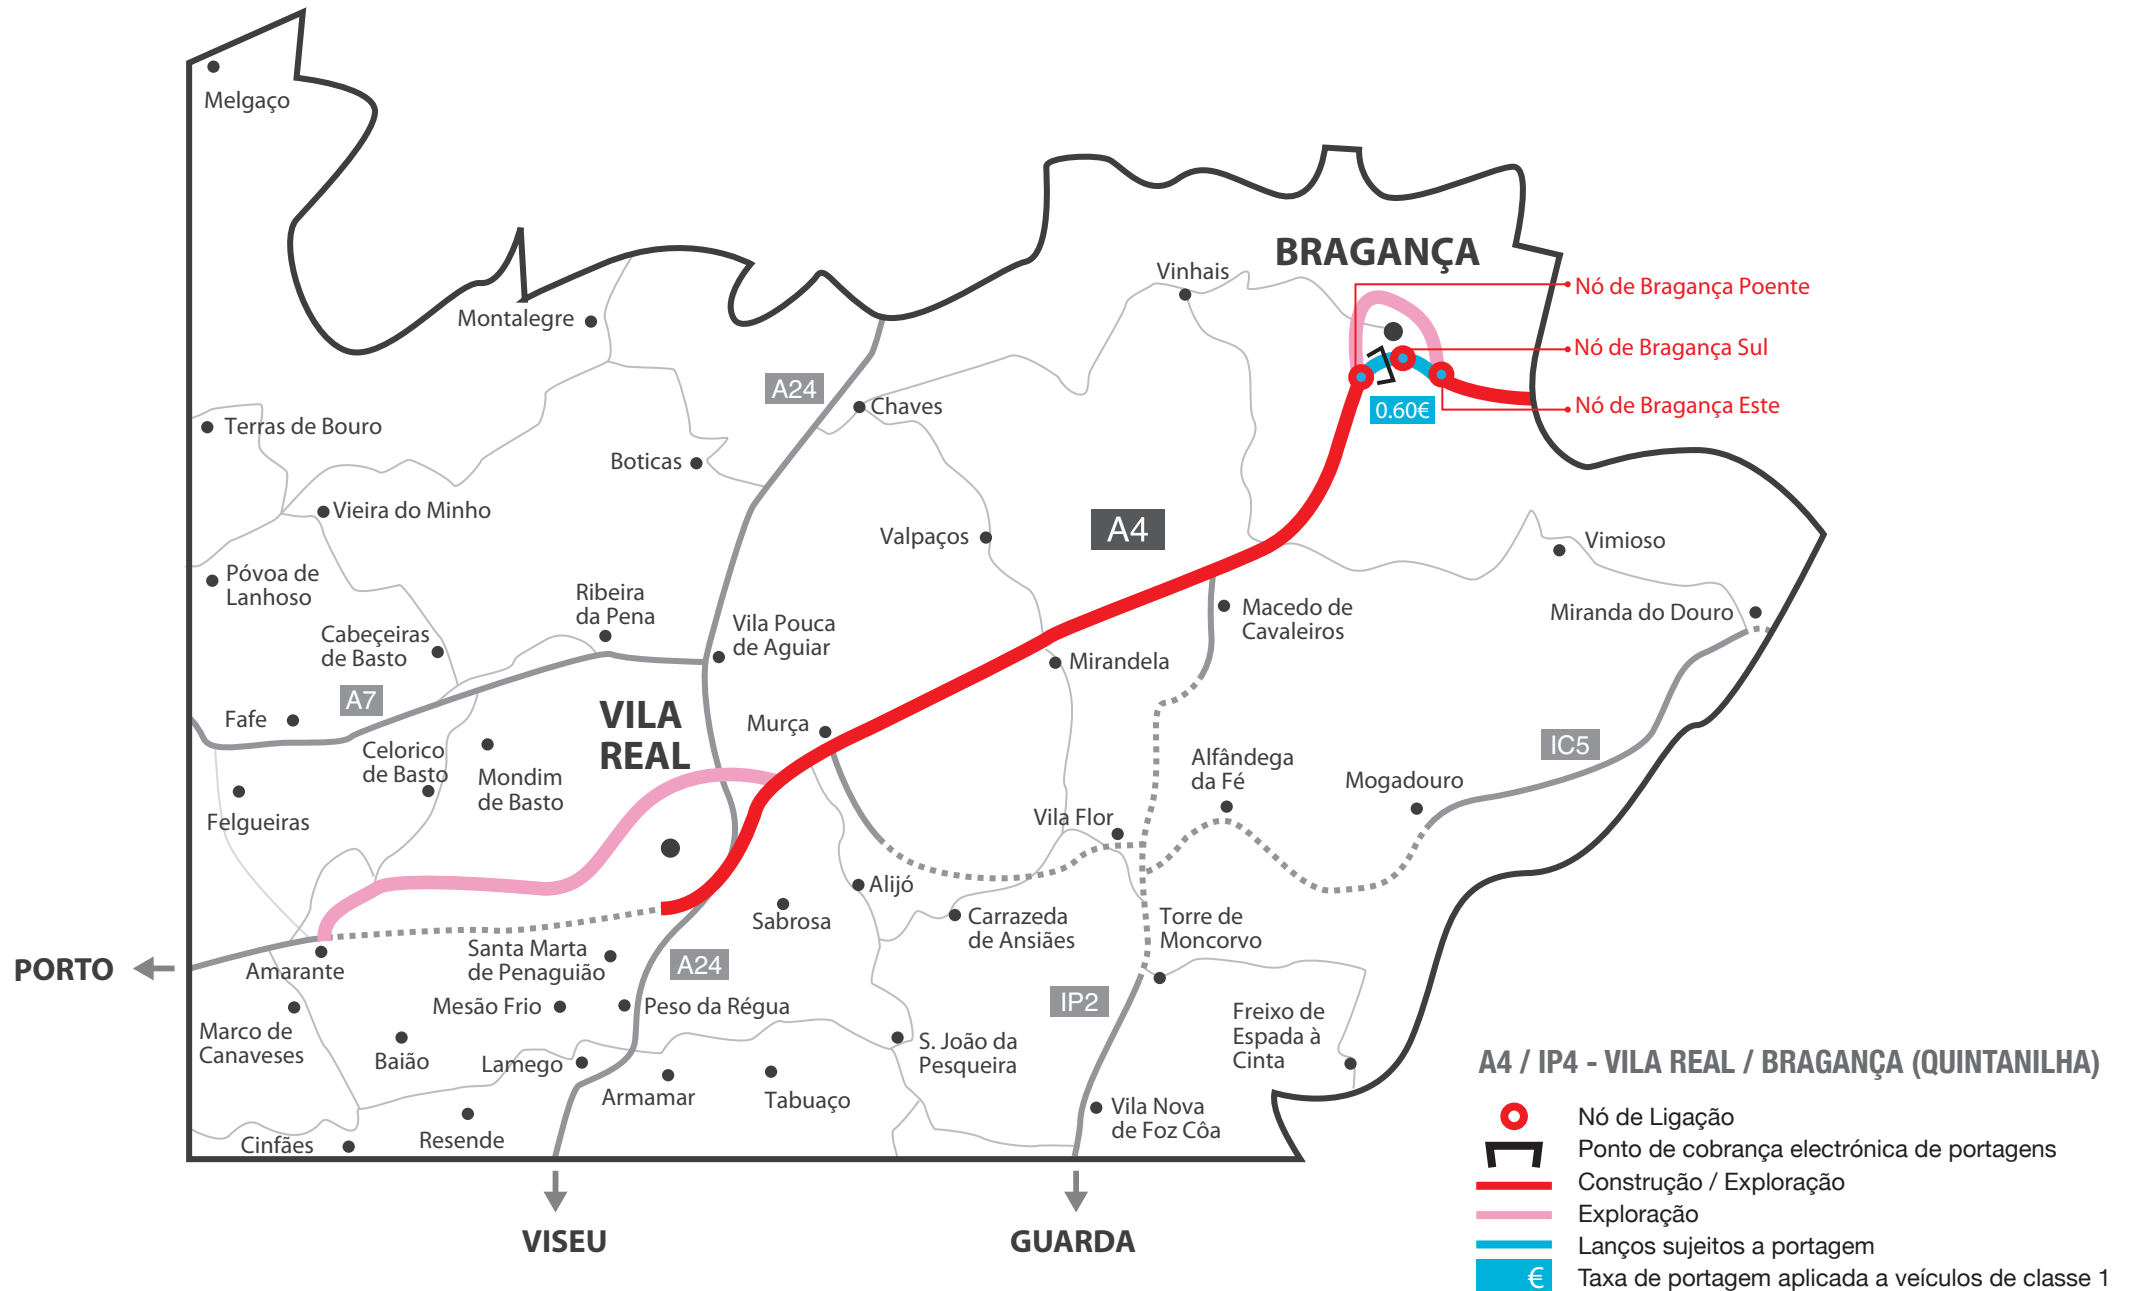 Melgaço
BRAGANÇA
Vinhais
Nó de Bragança Poente
Montalegre
Nó de Bragança Sul
A24
Chaves
0.60€
Nó de Bragança Este
Terras de Bouro
Boticas
Vieira do Minho
Valpaços
A4
Vimioso
Póvoa de
Lanhoso
Ribeira
da Pena
Macedo de
Cavaleiros
Miranda do Douro
Cabeçeiras
de Basto
Vila Pouca
de Aguiar
Mirandela
A7
VILA
REAL
Fafe
Murça
IC5
Celorico
de Basto
Mondim
de Basto
Alfândega
da Fé
Mogadouro
Felgueiras
Vila Flor
Alijó
Sabrosa
Carrazeda
de Ansiães
Torre de
Moncorvo
PORTO
Amarante
Santa Marta
de Penaguião
A24
Mesão Frio
Peso da Régua
IP2
Freixo de
Espada à
Cinta
Marco de
Canaveses
Baião
Lamego
S. João da
Pesqueira
Armamar
Tabuaço
Vila Nova
de Foz Côa
Cinfães
Resende
VISEU
GUARDA
A4 / IP4 - VILA REAL / BRAGANÇA (QUINTANILHA)
Nó de Ligação
Ponto de cobrança electrónica de portagens
Construção / Exploração
Exploração
Lanços sujeitos a portagem
€ Taxa de portagem aplicada a veículos de classe 1